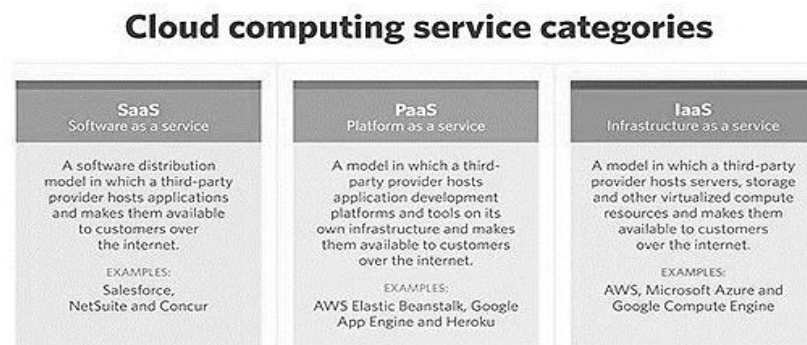 Cloud computing service categories
SaaS
Software as a service
A software distribution
model in which a third-party
provider hosts applications
and makes them available
to customers over
the internet.
EXAMPLES:
Salesforce,
NetSuite and Concur
PaaS
Platform as a service
A model in which a third-
party provider hosts
application development
platforms and tools on its
own infrastructure and makes
them available to customers
over the internet.
EXAMPLES:
AWS Elastic Beanstalk, Google
App Engine and Heroku
IaaS
Infrastructure as a service
A model in which a third-party
provider hosts servers, storage
and other virtualized compute
resources and makes them
available to customers
over the internet.
EXAMPLES:
AWS, Microsoft Azure and
Google Compute Engine